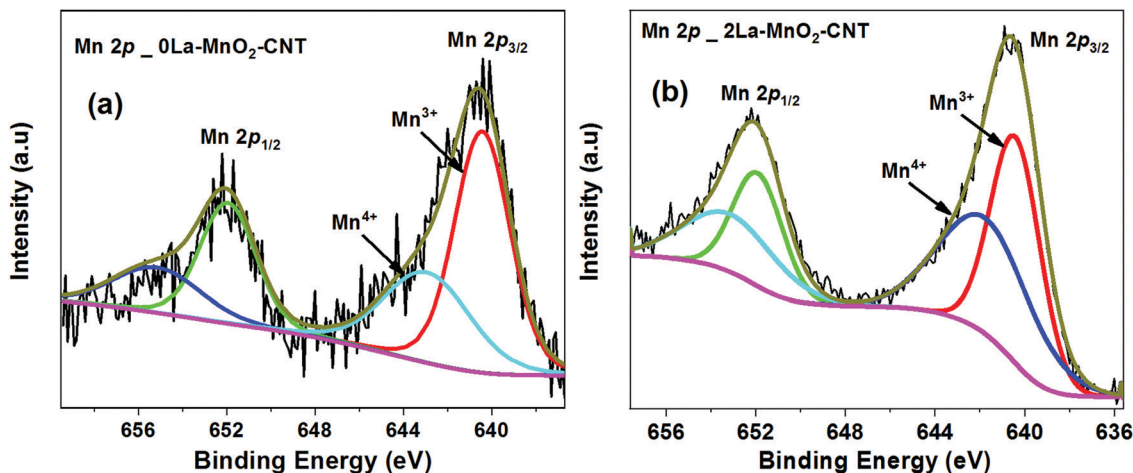 Mn 2p _ 0La-MnO₂-CNT
(a)
Mn 2p₃/₂
Mn³⁺
Mn 2p₁/₂
Mn⁴⁺
Intensity (a.u)
656 652 648 644 640
Binding Energy (eV)
Mn 2p _ 2La-MnO₂-CNT
Mn 2p₃/₂
(b)
Mn 2p₁/₂
Mn³⁺
Mn⁴⁺
Intensity (a.u)
656 652 648 644 640 636
Binding Energy (eV)